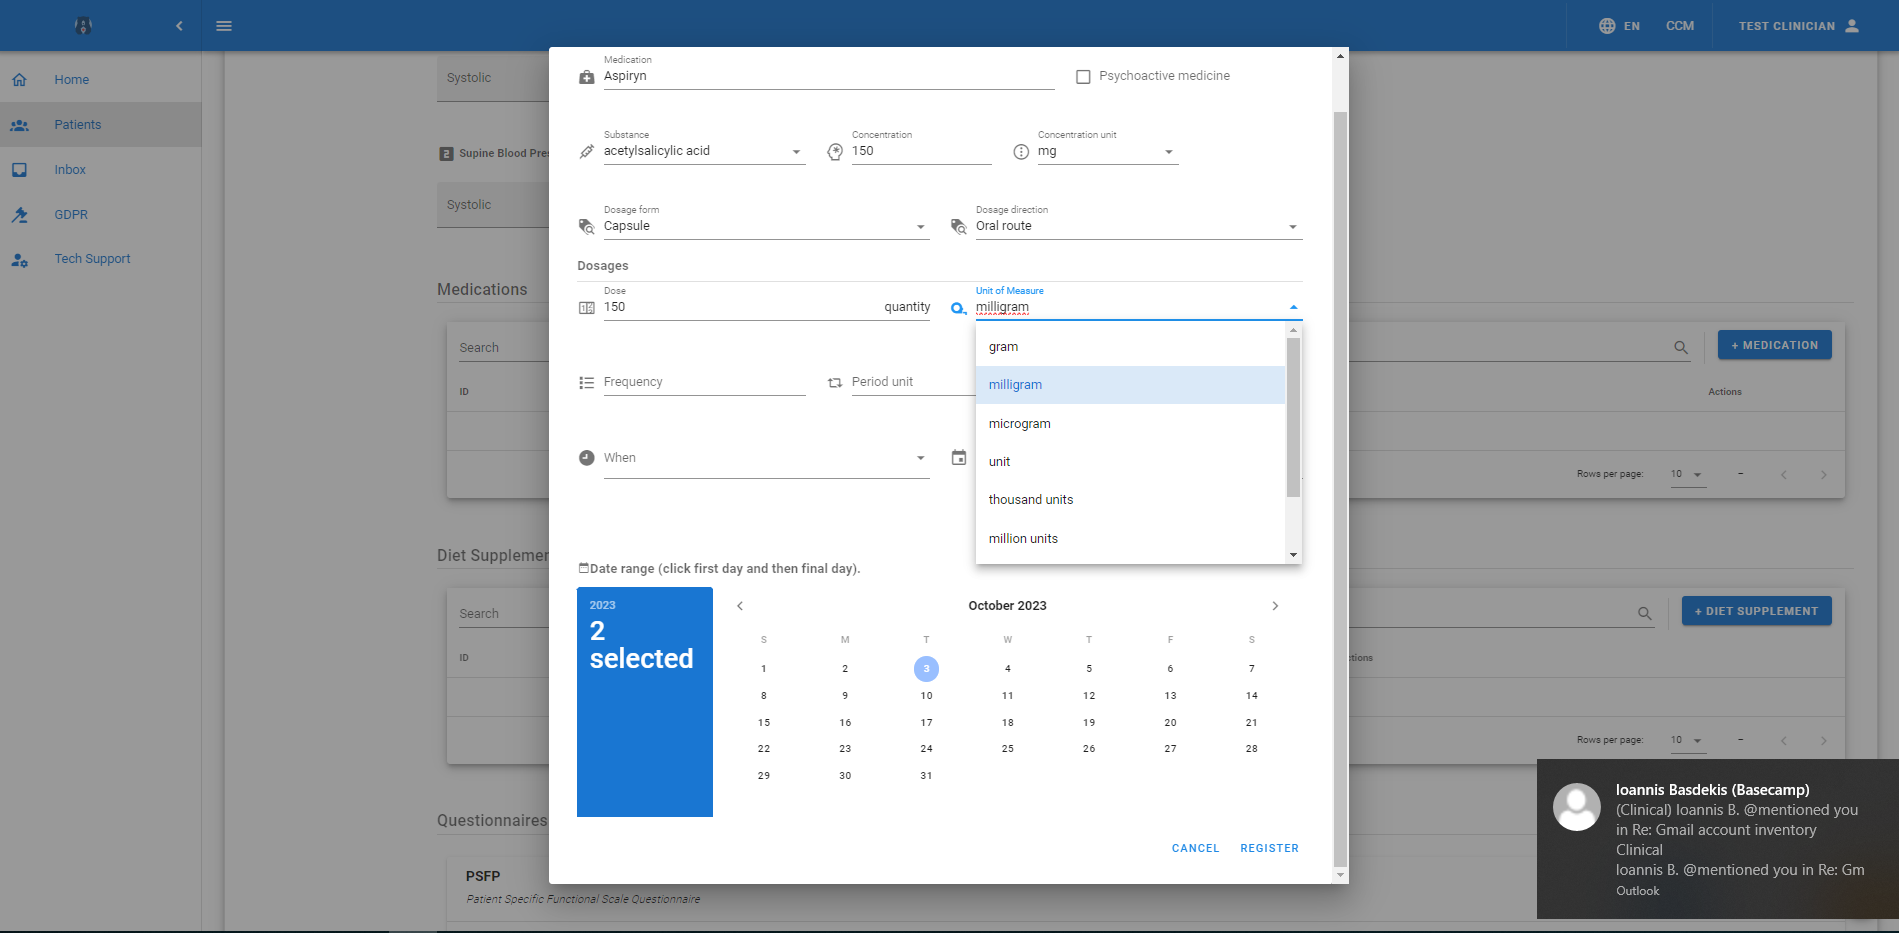 EN
CCM
TEST CLINICIAN
Home
Patients
Inbox
GDPR
Tech Support
Systolic
2 Supine Blood Pres
Systolic
Medications
Search
+ MEDICATION
ID
Actions
Rows per page: 10 –
Diet Supplemen
Search
+ DIET SUPPLEMENT
ID
ctions
Rows per page: 10 –
Questionnaires
PSFP
Patient Specific Functional Scale Questionnaire
Medication
Aspiryn
Psychoactive medicine
Substance
acetylsalicylic acid
Concentration
150
Concentration unit
mg
Dosage form
Capsule
Dosage direction
Oral route
Dosages
Dose
150 quantity
Unit of Measure
milligram
gram
milligram
microgram
unit
thousand units
million units
Frequency
Period unit
When
Date range (click first day and then final day).
2023
2
selected
October 2023
S M T W T F S
1 2 3 4 5 6 7
8 9 10 11 12 13 14
15 16 17 18 19 20 21
22 23 24 25 26 27 28
29 30 31
CANCEL REGISTER
Ioannis Basdekis (Basecamp)
(Clinical) Ioannis B. @mentioned you
in Re: Gmail account inventory
Clinical
Ioannis B. @mentioned you in Re: Gm
Outlook